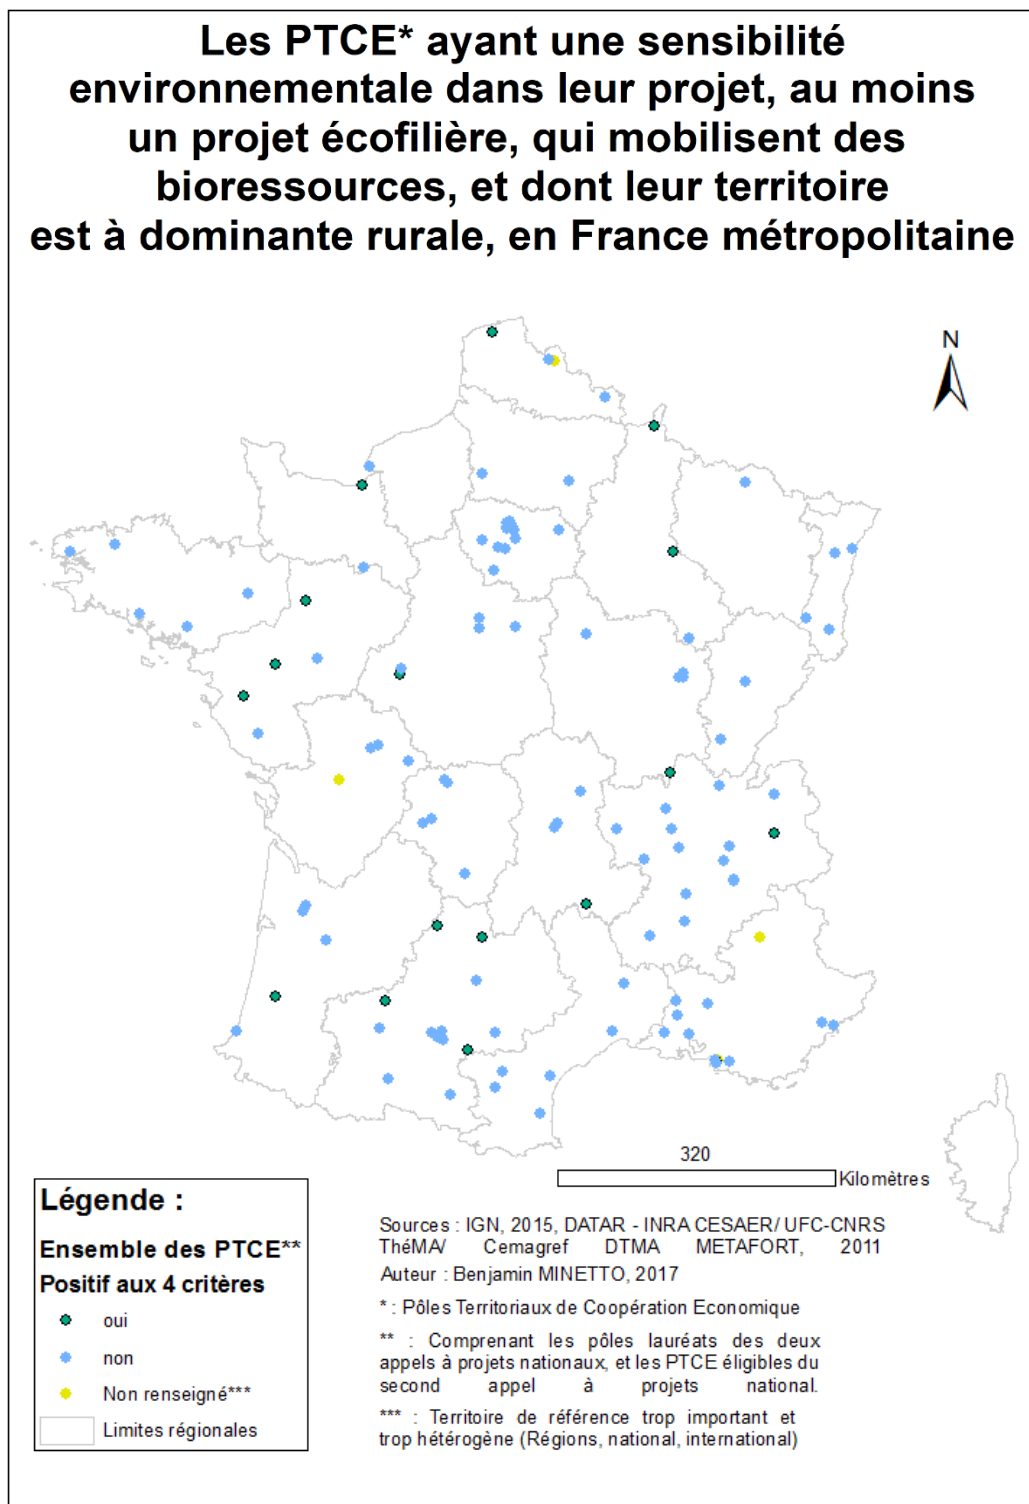 Les PTCE* ayant une sensibilité
environnementale dans leur projet, au moins
un projet écofilière, qui mobilisent des
bioressources, et dont leur territoire
est à dominante rurale, en France métropolitaine
N
320
Kilomètres
Légende :
Ensemble des PTCE**
Positif aux 4 critères
oui
non
Non renseigné***
Limites régionales
Sources : IGN, 2015, DATAR - INRA CESAER/ UFC-CNRS
ThéMA/ Cemagref DTMA METAFORT, 2011
Auteur : Benjamin MINETTO, 2017
* : Pôles Territoriaux de Coopération Economique
** : Comprenant les pôles lauréats des deux
appels à projets nationaux, et les PTCE éligibles du
second appel à projets national.
*** : Territoire de référence trop important et
trop hétérogène (Régions, national, international)